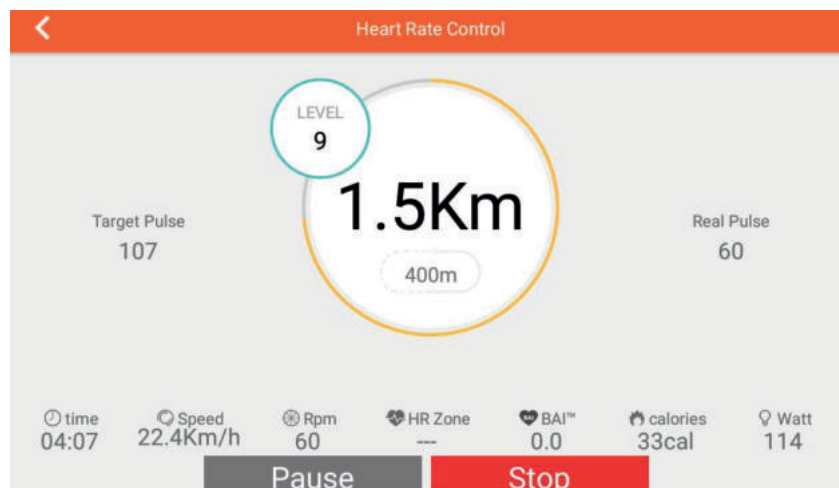 Heart Rate Control
LEVEL
9
1.5Km
400m
Target Pulse
107
Real Pulse
60
time Speed Rpm HR Zone BAI™ calories Watt
04:07 22.4Km/h 60 --- 0.0 33cal 114
Pause Stop